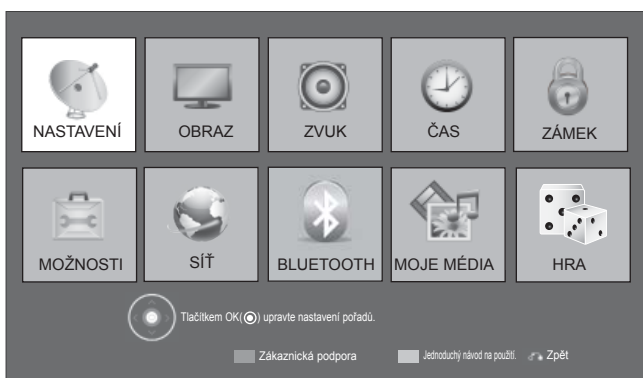 NASTAVENÍ OBRAZ ZVUK ČAS ZÁMEK
MOŽNOSTI SÍŤ BLUETOOTH MOJE MÉDIA HRA
Tlačítkem OK( ) upravte nastavení pořadů.
Zákaznická podpora Jednoduchý návod na použití. Zpět